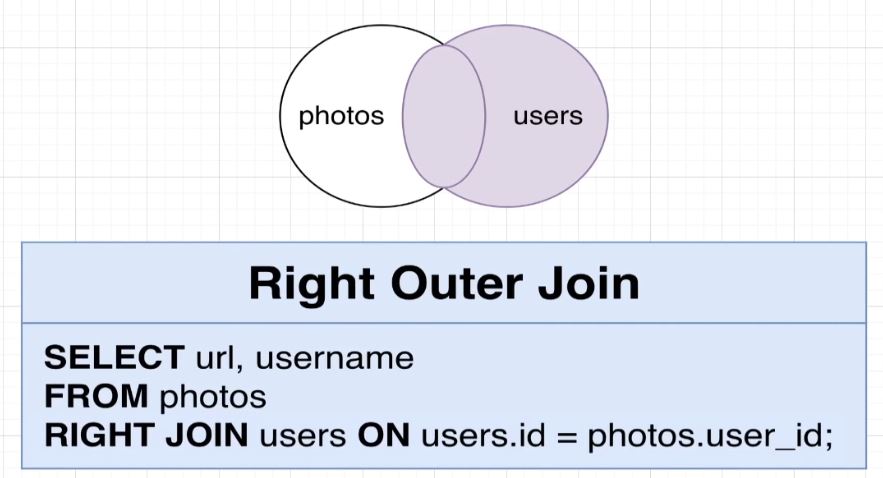 photos
users
Right Outer Join
SELECT url, username
FROM photos
RIGHT JOIN users ON users.id = photos.user_id;